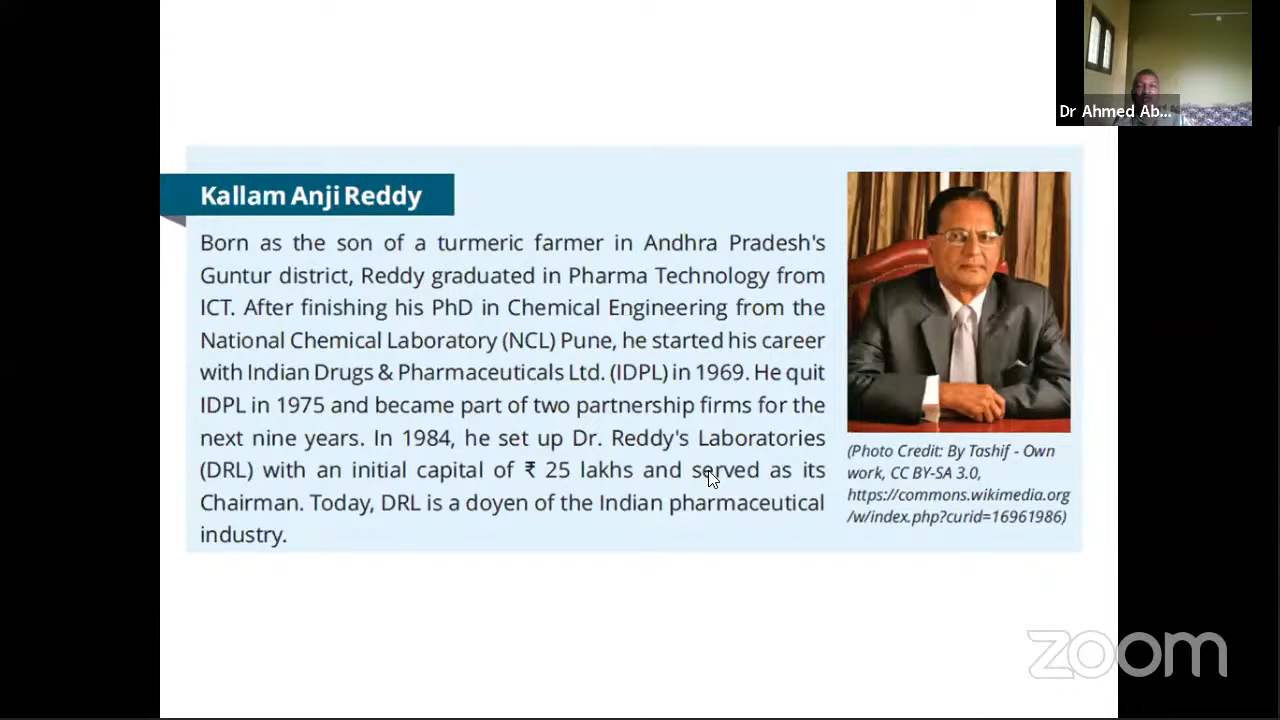 Dr Ahmed Ab...
Kallam Anji Reddy
Born as the son of a turmeric farmer in Andhra Pradesh's
Guntur district, Reddy graduated in Pharma Technology from
ICT. After finishing his PhD in Chemical Engineering from the
National Chemical Laboratory (NCL) Pune, he started his career
with Indian Drugs & Pharmaceuticals Ltd. (IDPL) in 1969. He quit
IDPL in 1975 and became part of two partnership firms for the
next nine years. In 1984, he set up Dr. Reddy's Laboratories
(DRL) with an initial capital of ₹ 25 lakhs and served as its
Chairman. Today, DRL is a doyen of the Indian pharmaceutical
industry.
(Photo Credit: By Tashif - Own
work, CC BY-SA 3.0,
https://commons.wikimedia.org
/w/index.php?curid=16961986)
zoom